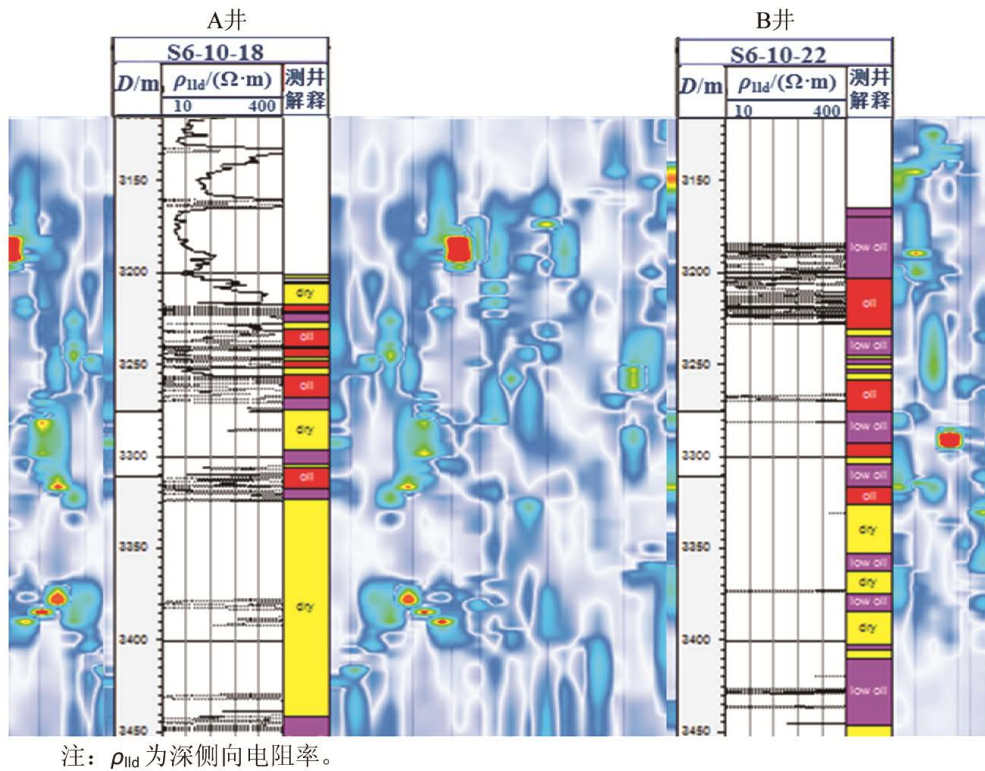 A井
S6-10-18
D/m
ρlld/(Ω·m)
10
400
测井
解释
3150
3200
3250
3300
3350
3400
3450
dry
oil
oil
dry
oil
dry
B井
S6-10-22
D/m
ρlld/(Ω·m)
10
400
测井
解释
3150
3200
3250
3300
3350
3400
3450
low oil
oil
low oil
oil
low oil
low oil
oil
dry
low oil
dry
low oil
dry
low oil
注：ρlld 为深侧向电阻率。